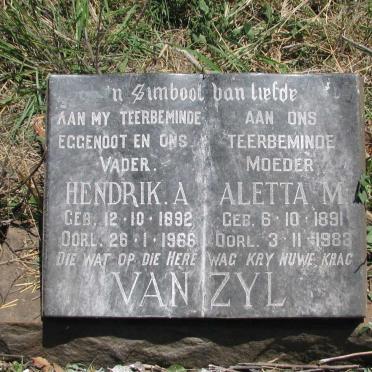 'n Simbool van liefde
AAN MY TEERBEMINDE
EGGENOOT EN ONS
VADER.
HENDRIK. A
GEB. 12·10·1892
OORL. 26·1·1966
AAN ONS
TEERBEMINDE
MOEDER
ALETTA M.
GEB. 6·10·1891
OORL. 3·11·1983
DIE WAT OP DIE HERE WAG KRY NUWE KRAG
VAN ZYL